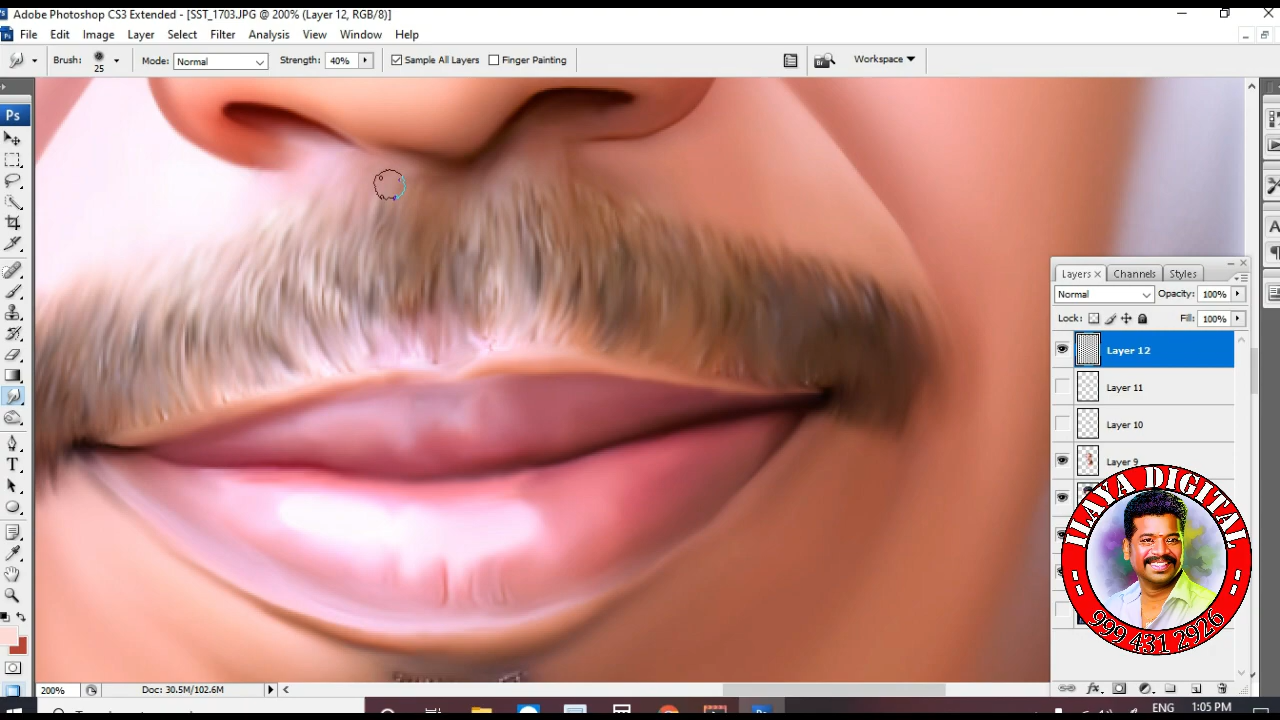 Adobe Photoshop CS3 Extended - [SST_1703.JPG @ 200% (Layer 12, RGB/8)]
File Edit Image Layer Select Filter Analysis View Window Help
Brush: 25 Mode: Normal Strength: 40% Sample All Layers Finger Painting Workspace
Ps
Layers Channels Styles
Normal Opacity: 100%
Lock: Fill: 100%
Layer 12
Layer 11
Layer 10
Layer 9
ILAYA DIGITAL
999 431 2926
200% Doc: 30.5M/102.6M
ENG 1:05 PM